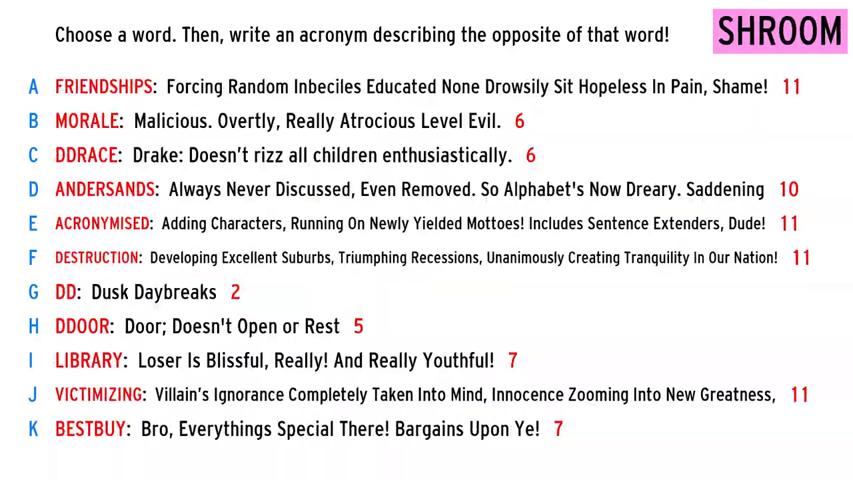 Choose a word. Then, write an acronym describing the opposite of that word! SHROOM
A FRIENDSHIPS: Forcing Random Inbeciles Educated None Drowsily Sit Hopeless In Pain, Shame! 11
B MORALE: Malicious. Overtly, Really Atrocious Level Evil. 6
C DDRACE: Drake: Doesn't rizz all children enthusiastically. 6
D ANDERSANDS: Always Never Discussed, Even Removed. So Alphabet's Now Dreary. Saddening 10
E ACRONYMISED: Adding Characters, Running On Newly Yielded Mottoes! Includes Sentence Extenders, Dude! 11
F DESTRUCTION: Developing Excellent Suburbs, Triumphing Recessions, Unanimously Creating Tranquility In Our Nation! 11
G DD: Dusk Daybreaks 2
H DDOOR: Door; Doesn't Open or Rest 5
I LIBRARY: Loser Is Blissful, Really! And Really Youthful! 7
J VICTIMIZING: Villain's Ignorance Completely Taken Into Mind, Innocence Zooming Into New Greatness, 11
K BESTBUY: Bro, Everythings Special There! Bargains Upon Ye! 7